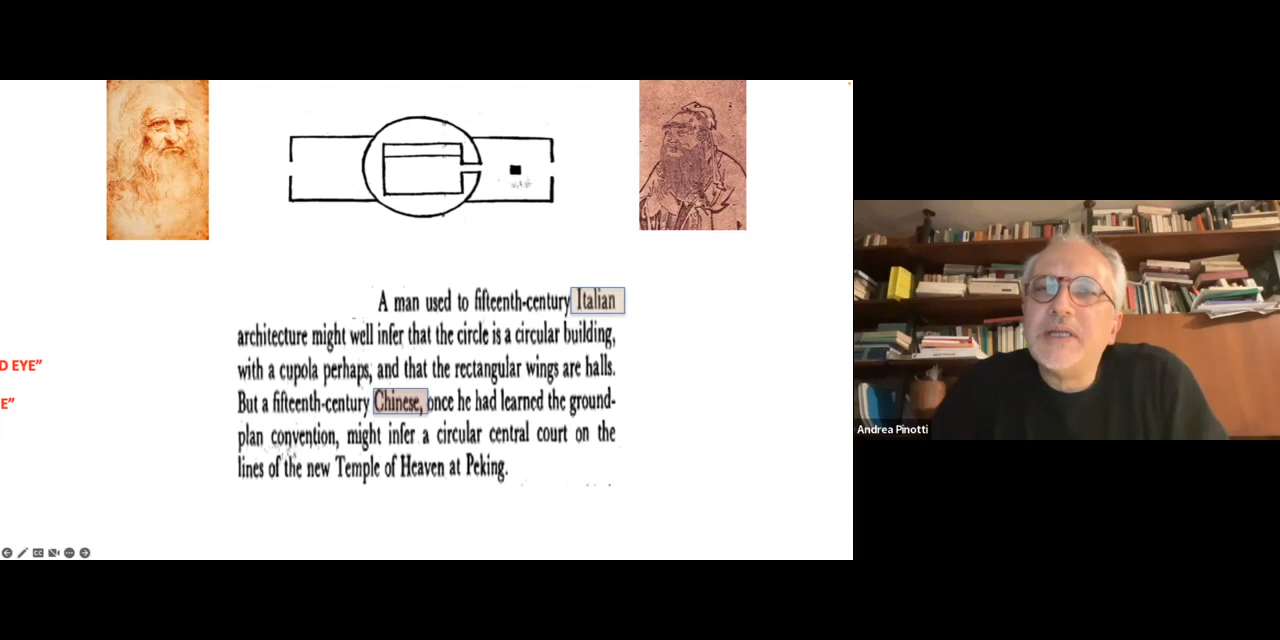 A man used to fifteenth-century Italian
architecture might well infer that the circle is a circular building,
with a cupola perhaps, and that the rectangular wings are halls.
But a fifteenth-century Chinese, once he had learned the ground-
plan convention, might infer a circular central court on the
lines of the new Temple of Heaven at Peking.
D EYE”
E”
Andrea Pinotti